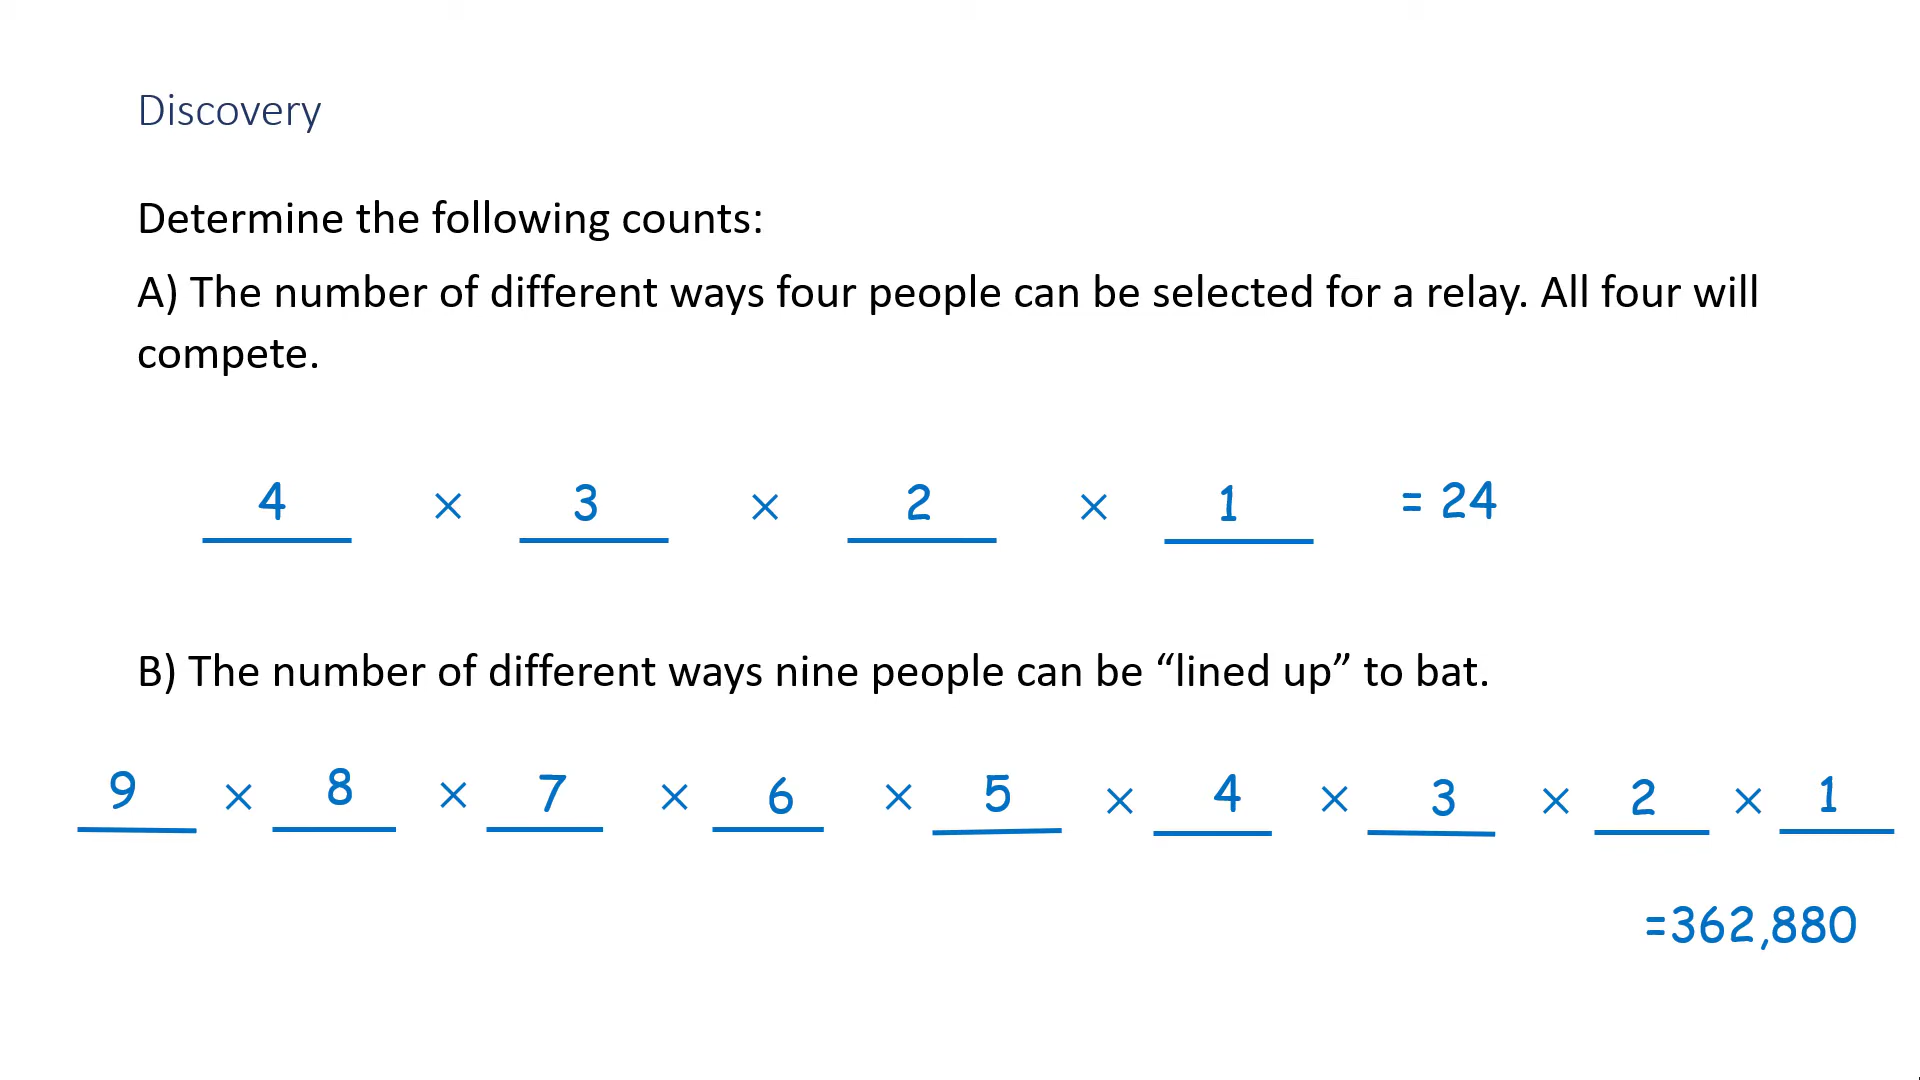 Discovery
Determine the following counts:
A) The number of different ways four people can be selected for a relay. All four will
compete.
4 × 3 × 2 × 1 = 24
B) The number of different ways nine people can be “lined up” to bat.
9 × 8 × 7 × 6 × 5 × 4 × 3 × 2 × 1
=362,880